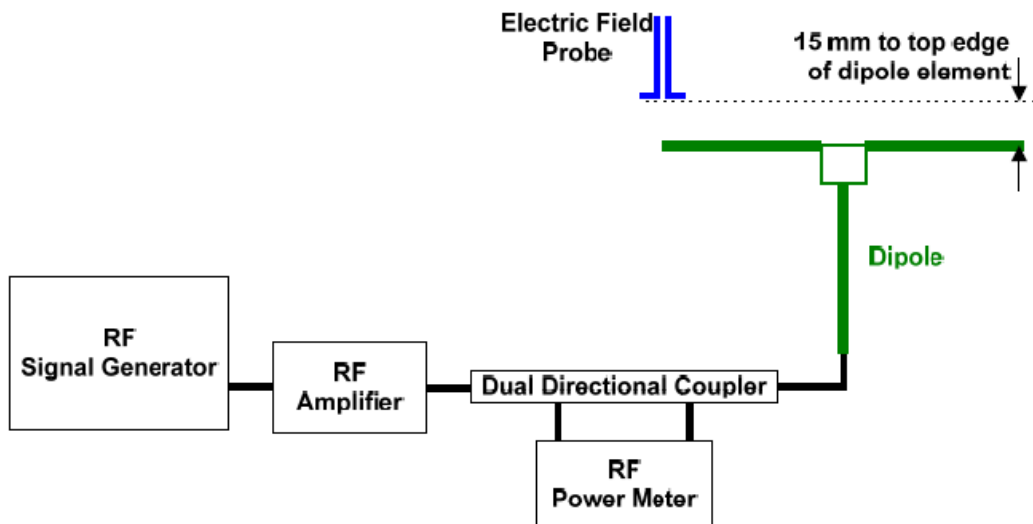 Electric Field
Probe
15 mm to top edge
of dipole element
Dipole
RF
Signal Generator
RF
Amplifier
Dual Directional Coupler
RF
Power Meter